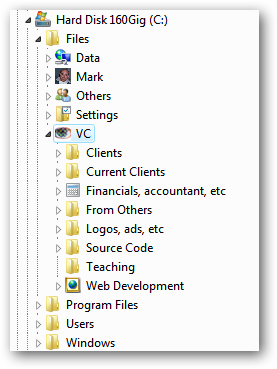 Hard Disk 160Gig (C:)
Files
Data
Mark
Others
Settings
VC
Clients
Current Clients
Financials, accountant, etc
From Others
Logos, ads, etc
Source Code
Teaching
Web Development
Program Files
Users
Windows